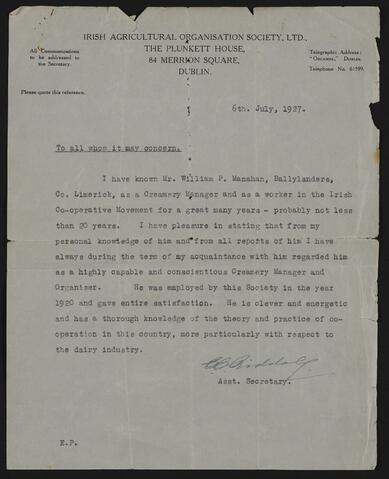 IRISH AGRICULTURAL ORGANISATION SOCIETY, LTD.,
THE PLUNKETT HOUSE,
84 MERRION SQUARE,
DUBLIN.
All Communications
to be addressed to
the Secretary.
Telegraphic Address:
Dublin.
Telephone No. 61599.
Please quote this reference.
6th. July, 1927.
To all whom it may concern.
I have known Mr. William P. Manahan, Ballylanders,
Co. Limerick, as a Creamery Manager and as a worker in the Irish
Co-operative Movement for a great many years - probably not less
than 20 years. I have pleasure in stating that from my
personal knowledge of him and from all reports of him I have
always during the term of my acquaintance with him regarded him
as a highly capable and conscientious Creamery Manager and
Organiser. He was employed by this Society in the year
1920 and gave entire satisfaction. He is clever and energetic
and has a thorough knowledge of the theory and practice of co-
operation in this country, more particularly with respect to
the dairy industry.
Asst. Secretary.
E.P.